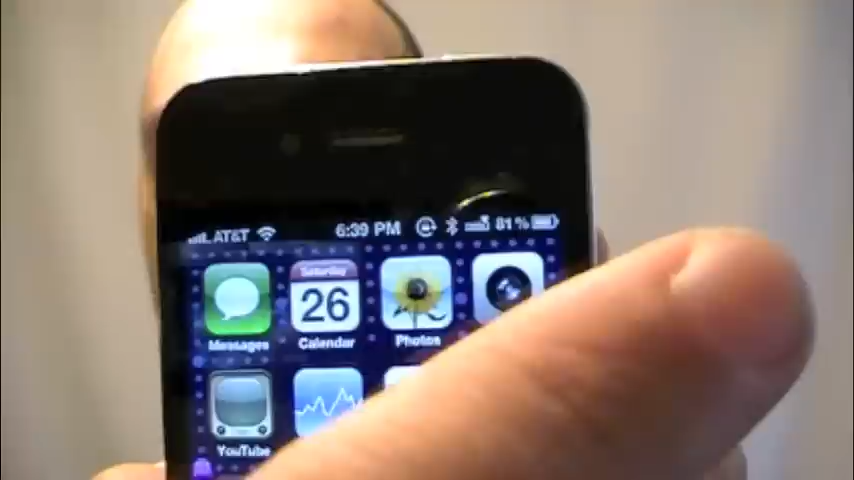 AT&T 6:39 PM 81%
Saturday
26
Messages Calendar Photos
YouTube